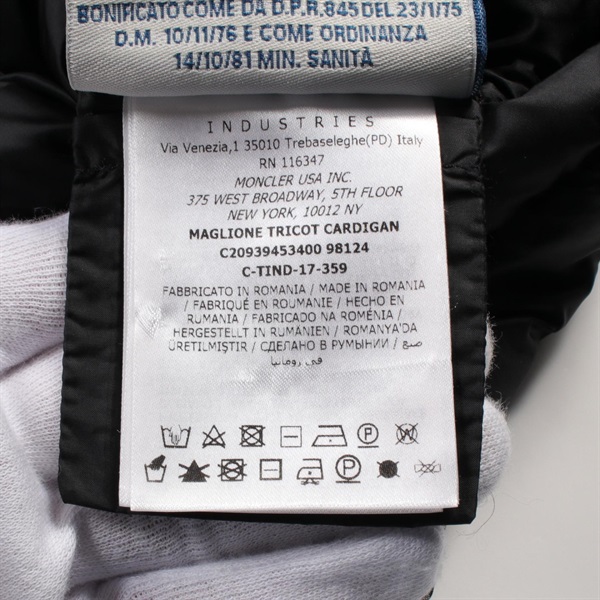 BONIFICATO COME DA D.P.R. 845 DEL 23/1/75
D.M. 10/11/76 E COME ORDINANZA
14/10/81 MIN. SANITÀ
INDUSTRIES
Via Venezia,1 35010 Trebaseleghe(PD) Italy
RN 116347
MONCLER USA INC.
375 WEST BROADWAY, 5TH FLOOR
NEW YORK, 10012 NY
MAGLIONE TRICOT CARDIGAN
C20939453400 98124
C-TIND-17-359
FABBRICATO IN ROMANIA / MADE IN ROMANIA
/ FABRIQUÉ EN ROUMANIE / HECHO EN
RUMANÍA / FABRICADO NA ROMÉNIA /
HERGESTELLT IN RUMÄNIEN / ROMANYA'DA
ÜRETILMIŞTIR / СДЕЛАНО В РУМЫНИИ / صنع
في رومانيا